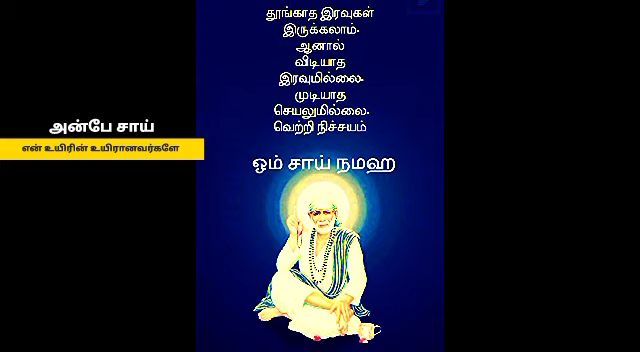 தூங்காத இரவுகள்
இருக்கலாம்.
ஆனால்
விடியாத
இரவுமில்லை.
முடியாத
செயலுமில்லை.
வெற்றி நிச்சயம்
ஓம் சாய் நமஹ
அன்பே சாய்
என் உயிரின் உயிரானவர்களே